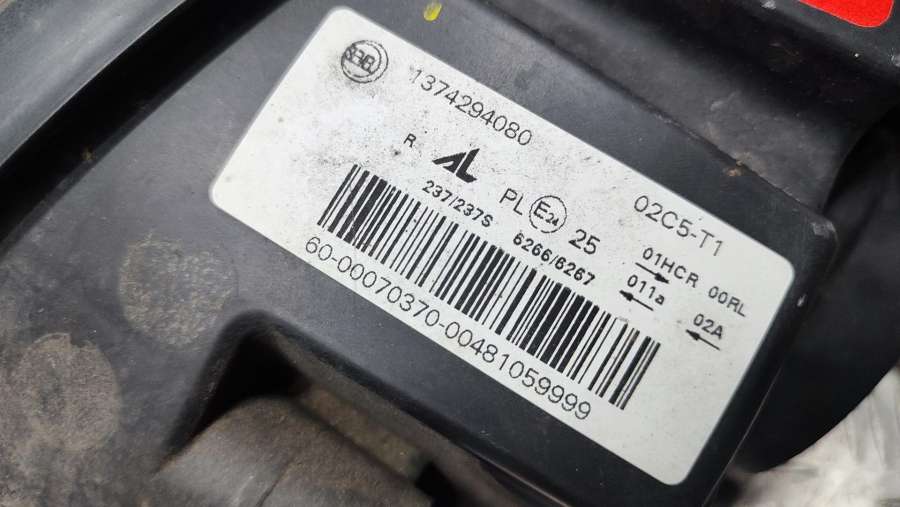 1374294080
02C5-T1
R AL PL E24 25
237/237S 6266/6267
01HCR 00RL
011a 02A
60-00070370-00481059999